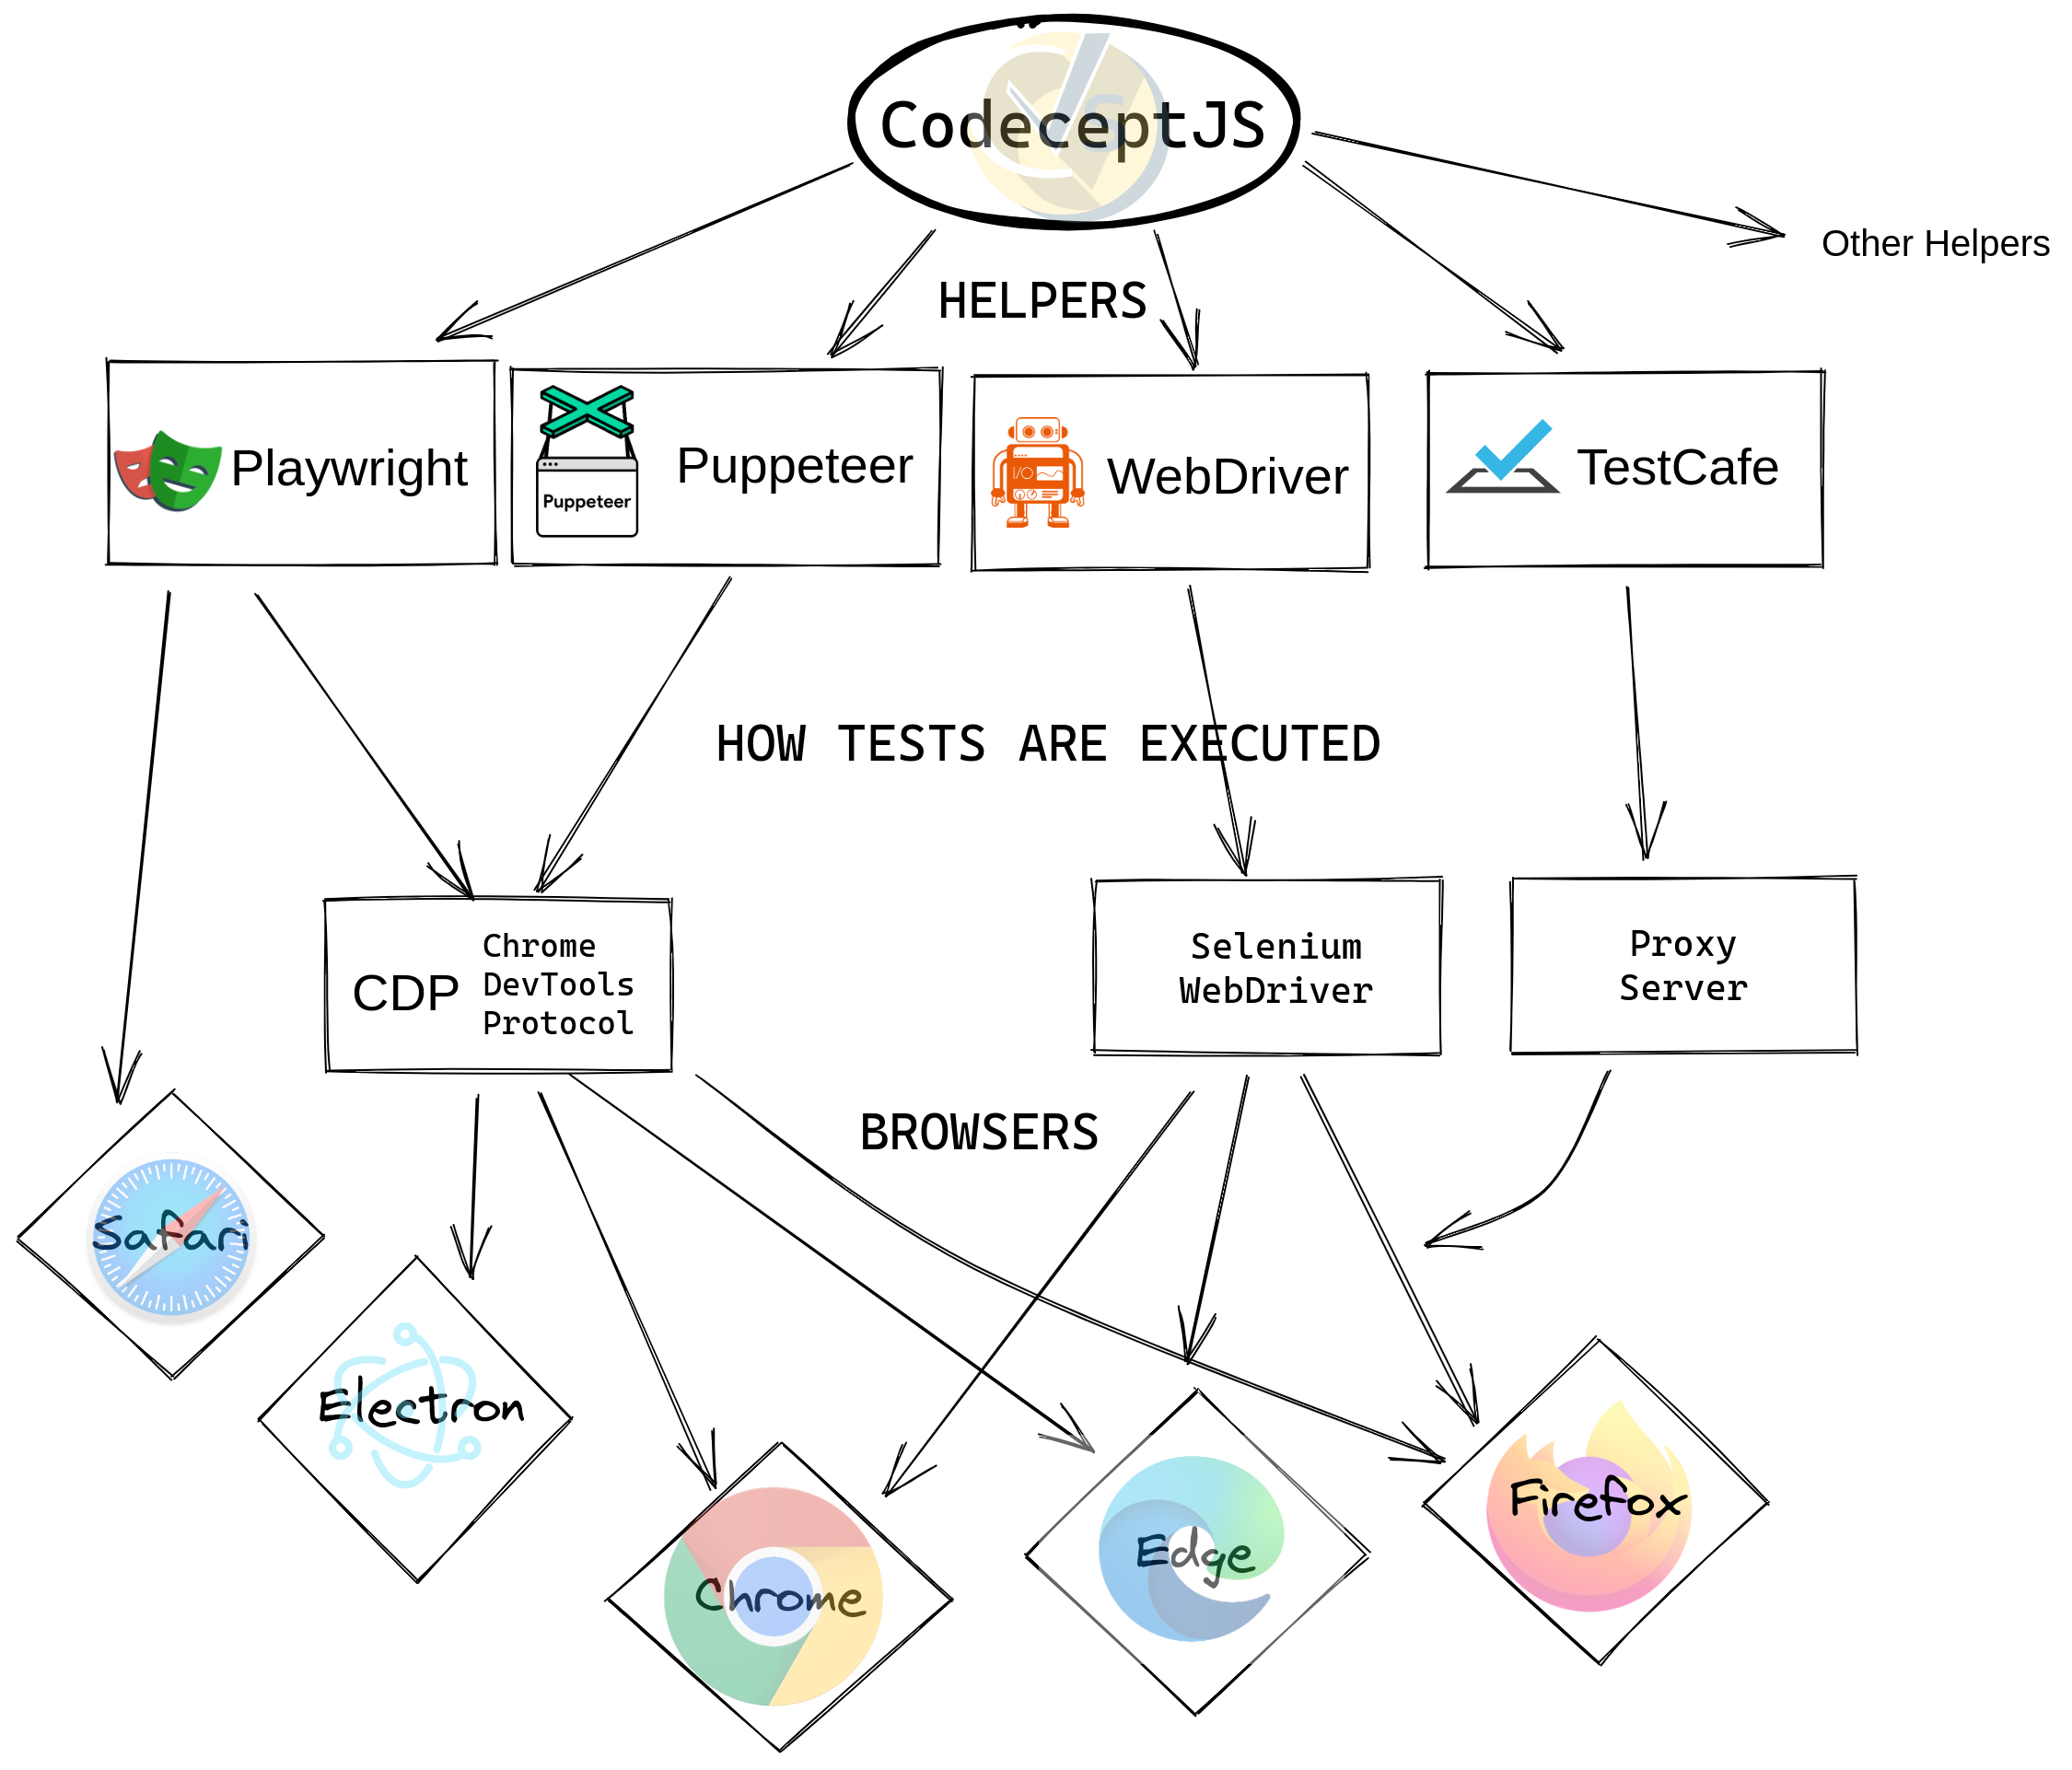 CodeceptJS
Other Helpers
HELPERS
Playwright
Puppeteer
Puppeteer
WebDriver
TestCafe
HOW TESTS ARE EXECUTED
CDP
Chrome
DevTools
Protocol
Selenium
WebDriver
Proxy
Server
BROWSERS
Safari
Electron
Chrome
Edge
Firefox